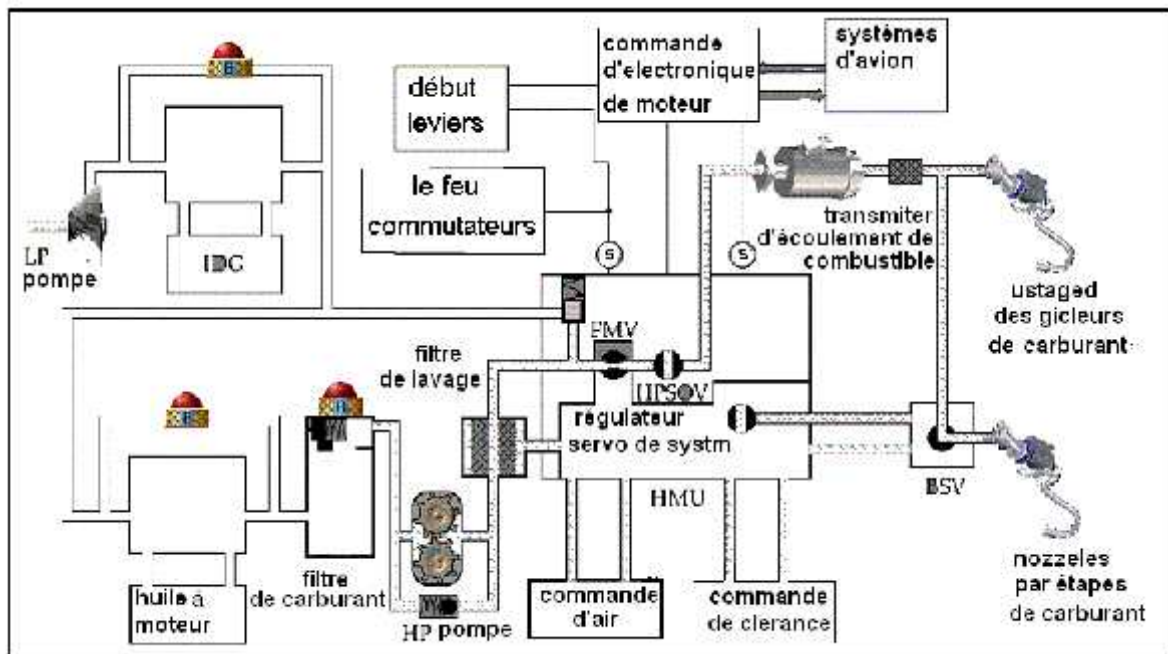 commande
d'electronique
de moteur
systèmes
d'avion
début
leviers
le feu
commutateurs
LP
pompe
IDG
S
S
transmiter
d'écoulement de
combustible
ustaged
des gicleurs
de carburant
FMV
filtre
de lavage
HPSOV
régulateur
servo de systm
HMU
BSV
huile à
moteur
filtre
de carburant
HP pompe
commande
d'air
commande
de clerance
nozzeles
par étapes
de carburant